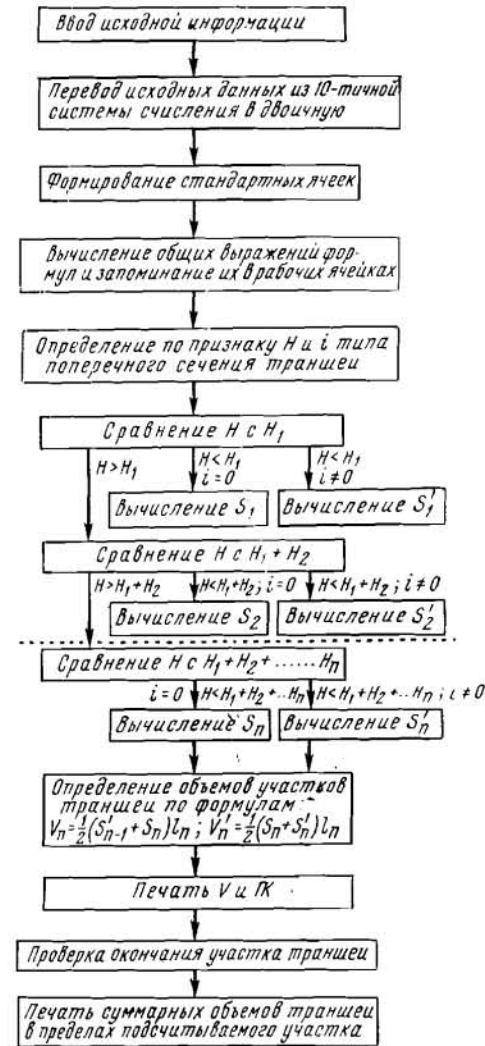 Ввод исходной информации
Перевод исходных данных из 10-тичной
системы счисления в двоичную
Формирование стандартных ячеек
Вычисление общих выражений фор-
мул и запоминание их в рабочих ячейках
Определение по признаку H и i типа
поперечного сечения траншеи
Сравнение H с H₁
H>H₁
H<H₁
i=0
H<H₁
i≠0
Вычисление S₁
Вычисление S₁′
Сравнение H с H₁+H₂
H>H₁+H₂
H<H₁+H₂; i=0
H<H₁+H₂; i≠0
Вычисление S₂
Вычисление S₂′
Сравнение H с H₁+H₂+......Hₙ
i=0
H<H₁+H₂+..Hₙ
H<H₁+H₂+...Hₙ; i≠0
Вычисление Sₙ
Вычисление Sₙ′
Определение объемов участков
траншеи по формулам
Vₙ=½(S′ₙ₋₁+Sₙ)lₙ; Vₙ′=½(Sₙ+Sₙ′)lₙ
Печать V и ПК
Проверка окончания участка траншеи
Печать суммарных объемов траншеи
в пределах подсчитываемого участка